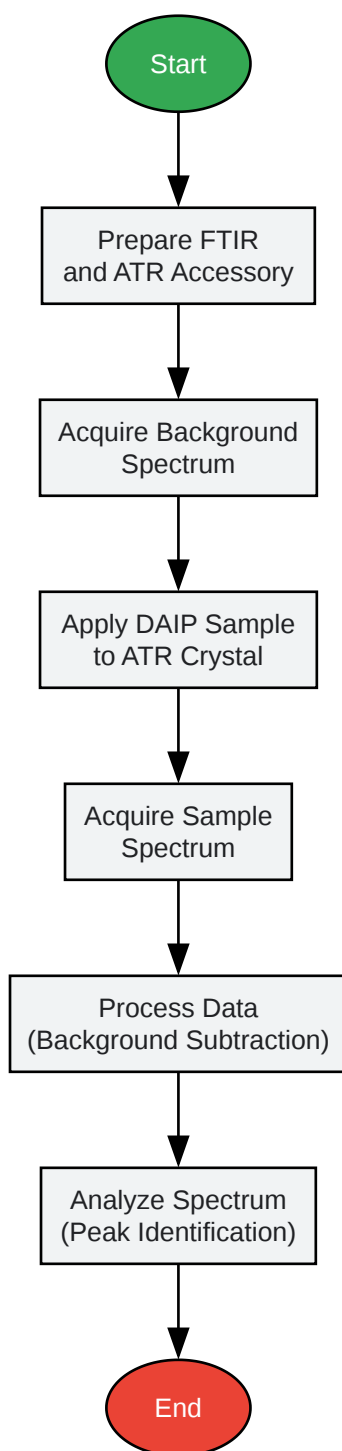 Start
Prepare FTIR
and ATR Accessory
Acquire Background
Spectrum
Apply DAIP Sample
to ATR Crystal
Acquire Sample
Spectrum
Process Data
(Background Subtraction)
Analyze Spectrum
(Peak Identification)
End